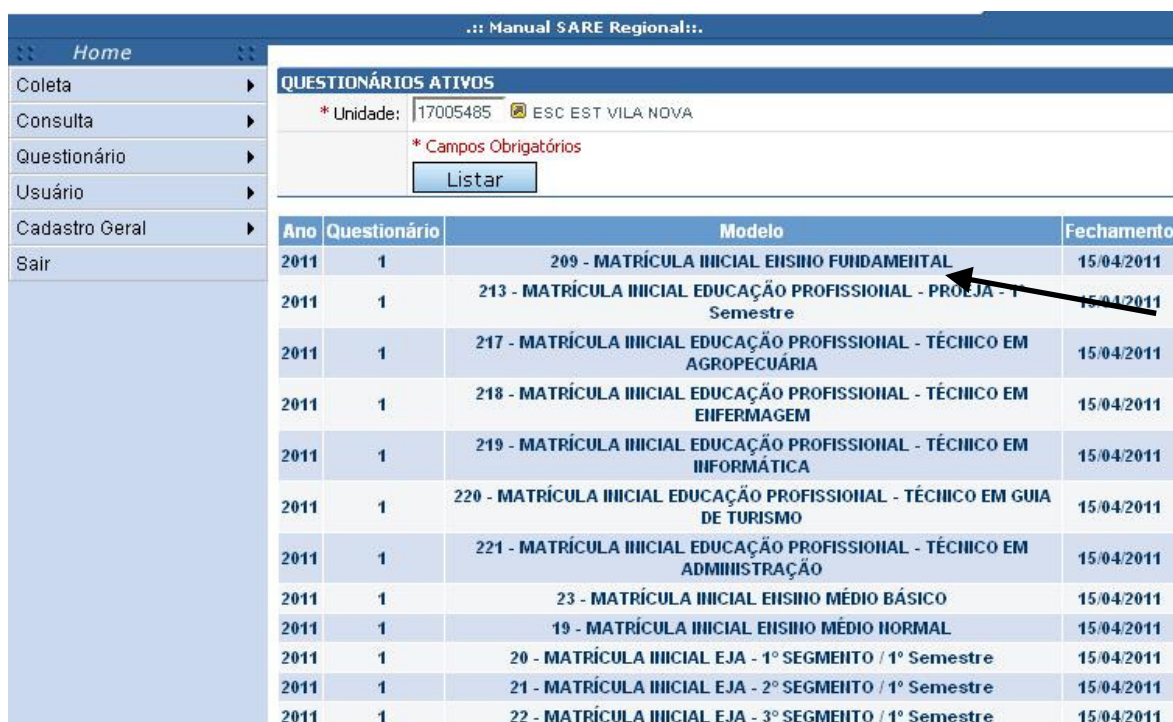 .:: Manual SARE Regional::.
Home
Coleta
Consulta
Questionário
Usuário
Cadastro Geral
Sair
QUESTIONÁRIOS ATIVOS
* Unidade: 17005485 ESC EST VILA NOVA
* Campos Obrigatórios
Listar
Ano Questionário Modelo Fechamento
2011 1 209 - MATRÍCULA INICIAL ENSINO FUNDAMENTAL 15/04/2011
213 - MATRÍCULA INICIAL EDUCAÇÃO PROFISSIONAL - PROEJA - 1º
2011 1 Semestre 15/04/2011
217 - MATRÍCULA INICIAL EDUCAÇÃO PROFISSIONAL - TÉCNICO EM
2011 1 AGROPECUÁRIA 15/04/2011
218 - MATRÍCULA INICIAL EDUCAÇÃO PROFISSIONAL - TÉCNICO EM
2011 1 ENFERMAGEM 15/04/2011
219 - MATRÍCULA INICIAL EDUCAÇÃO PROFISSIONAL - TÉCNICO EM
2011 1 INFORMÁTICA 15/04/2011
220 - MATRÍCULA INICIAL EDUCAÇÃO PROFISSIONAL - TÉCNICO EM GUIA
2011 1 DE TURISMO 15/04/2011
221 - MATRÍCULA INICIAL EDUCAÇÃO PROFISSIONAL - TÉCNICO EM
2011 1 ADMINISTRAÇÃO 15/04/2011
2011 1 23 - MATRÍCULA INICIAL ENSINO MÉDIO BÁSICO 15/04/2011
2011 1 19 - MATRÍCULA INICIAL ENSINO MÉDIO NORMAL 15/04/2011
2011 1 20 - MATRÍCULA INICIAL EJA - 1º SEGMENTO / 1º Semestre 15/04/2011
2011 1 21 - MATRÍCULA INICIAL EJA - 2º SEGMENTO / 1º Semestre 15/04/2011
2011 1 22 - MATRÍCULA INICIAL EJA - 3º SEGMENTO / 1º Semestre 15/04/2011